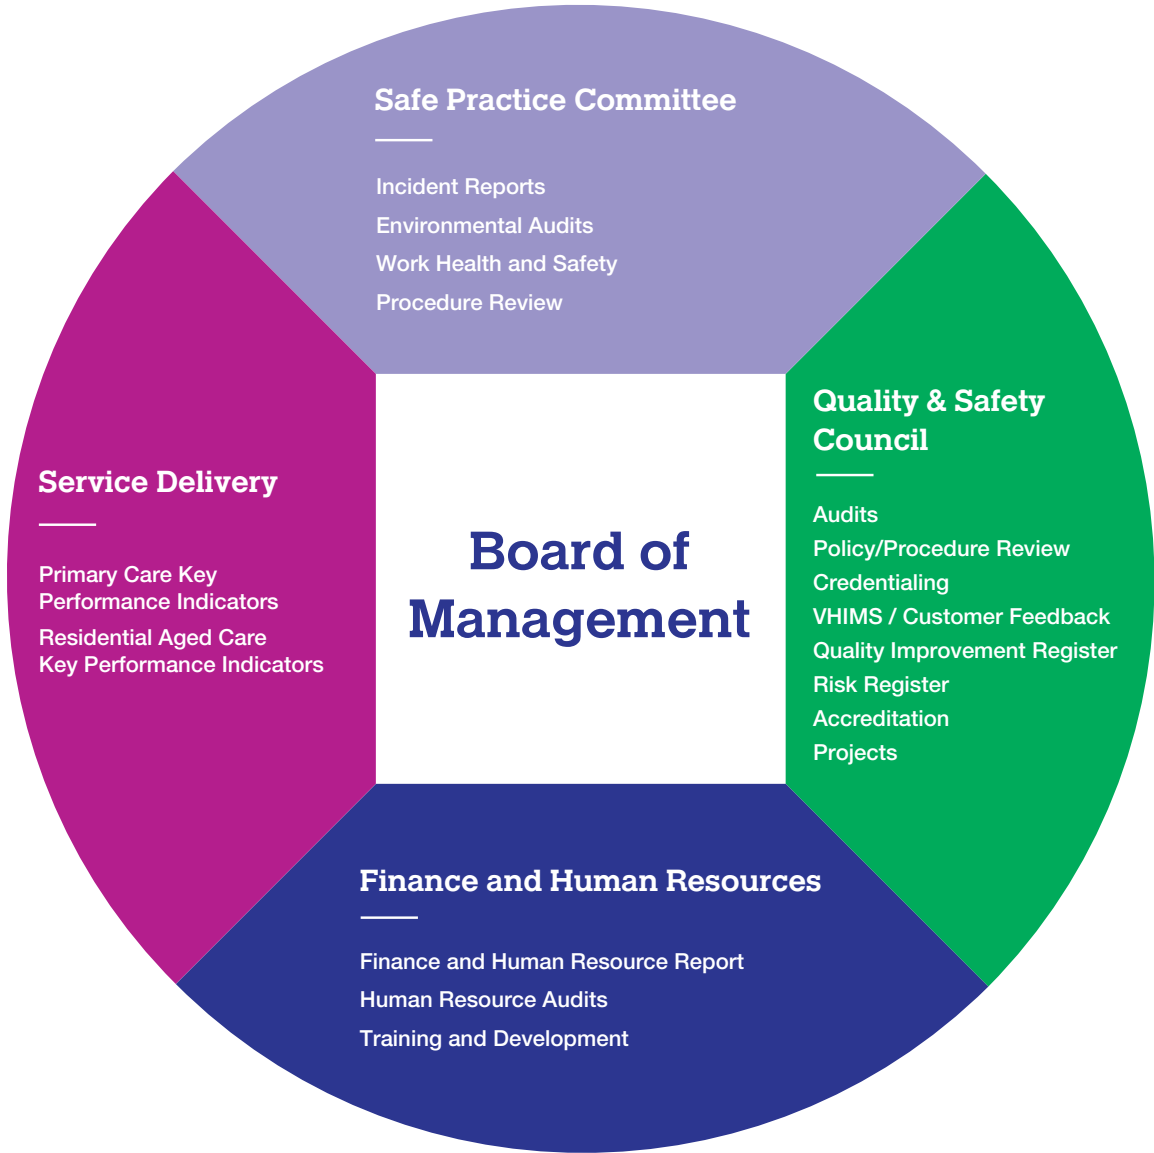 Safe Practice Committee
Incident Reports
Environmental Audits
Work Health and Safety
Procedure Review
Quality & Safety
Council
Audits
Policy/Procedure Review
Credentialing
VHIMS / Customer Feedback
Quality Improvement Register
Risk Register
Accreditation
Projects
Service Delivery
Primary Care Key
Performance Indicators
Residential Aged Care
Key Performance Indicators
Board of
Management
Finance and Human Resources
Finance and Human Resource Report
Human Resource Audits
Training and Development